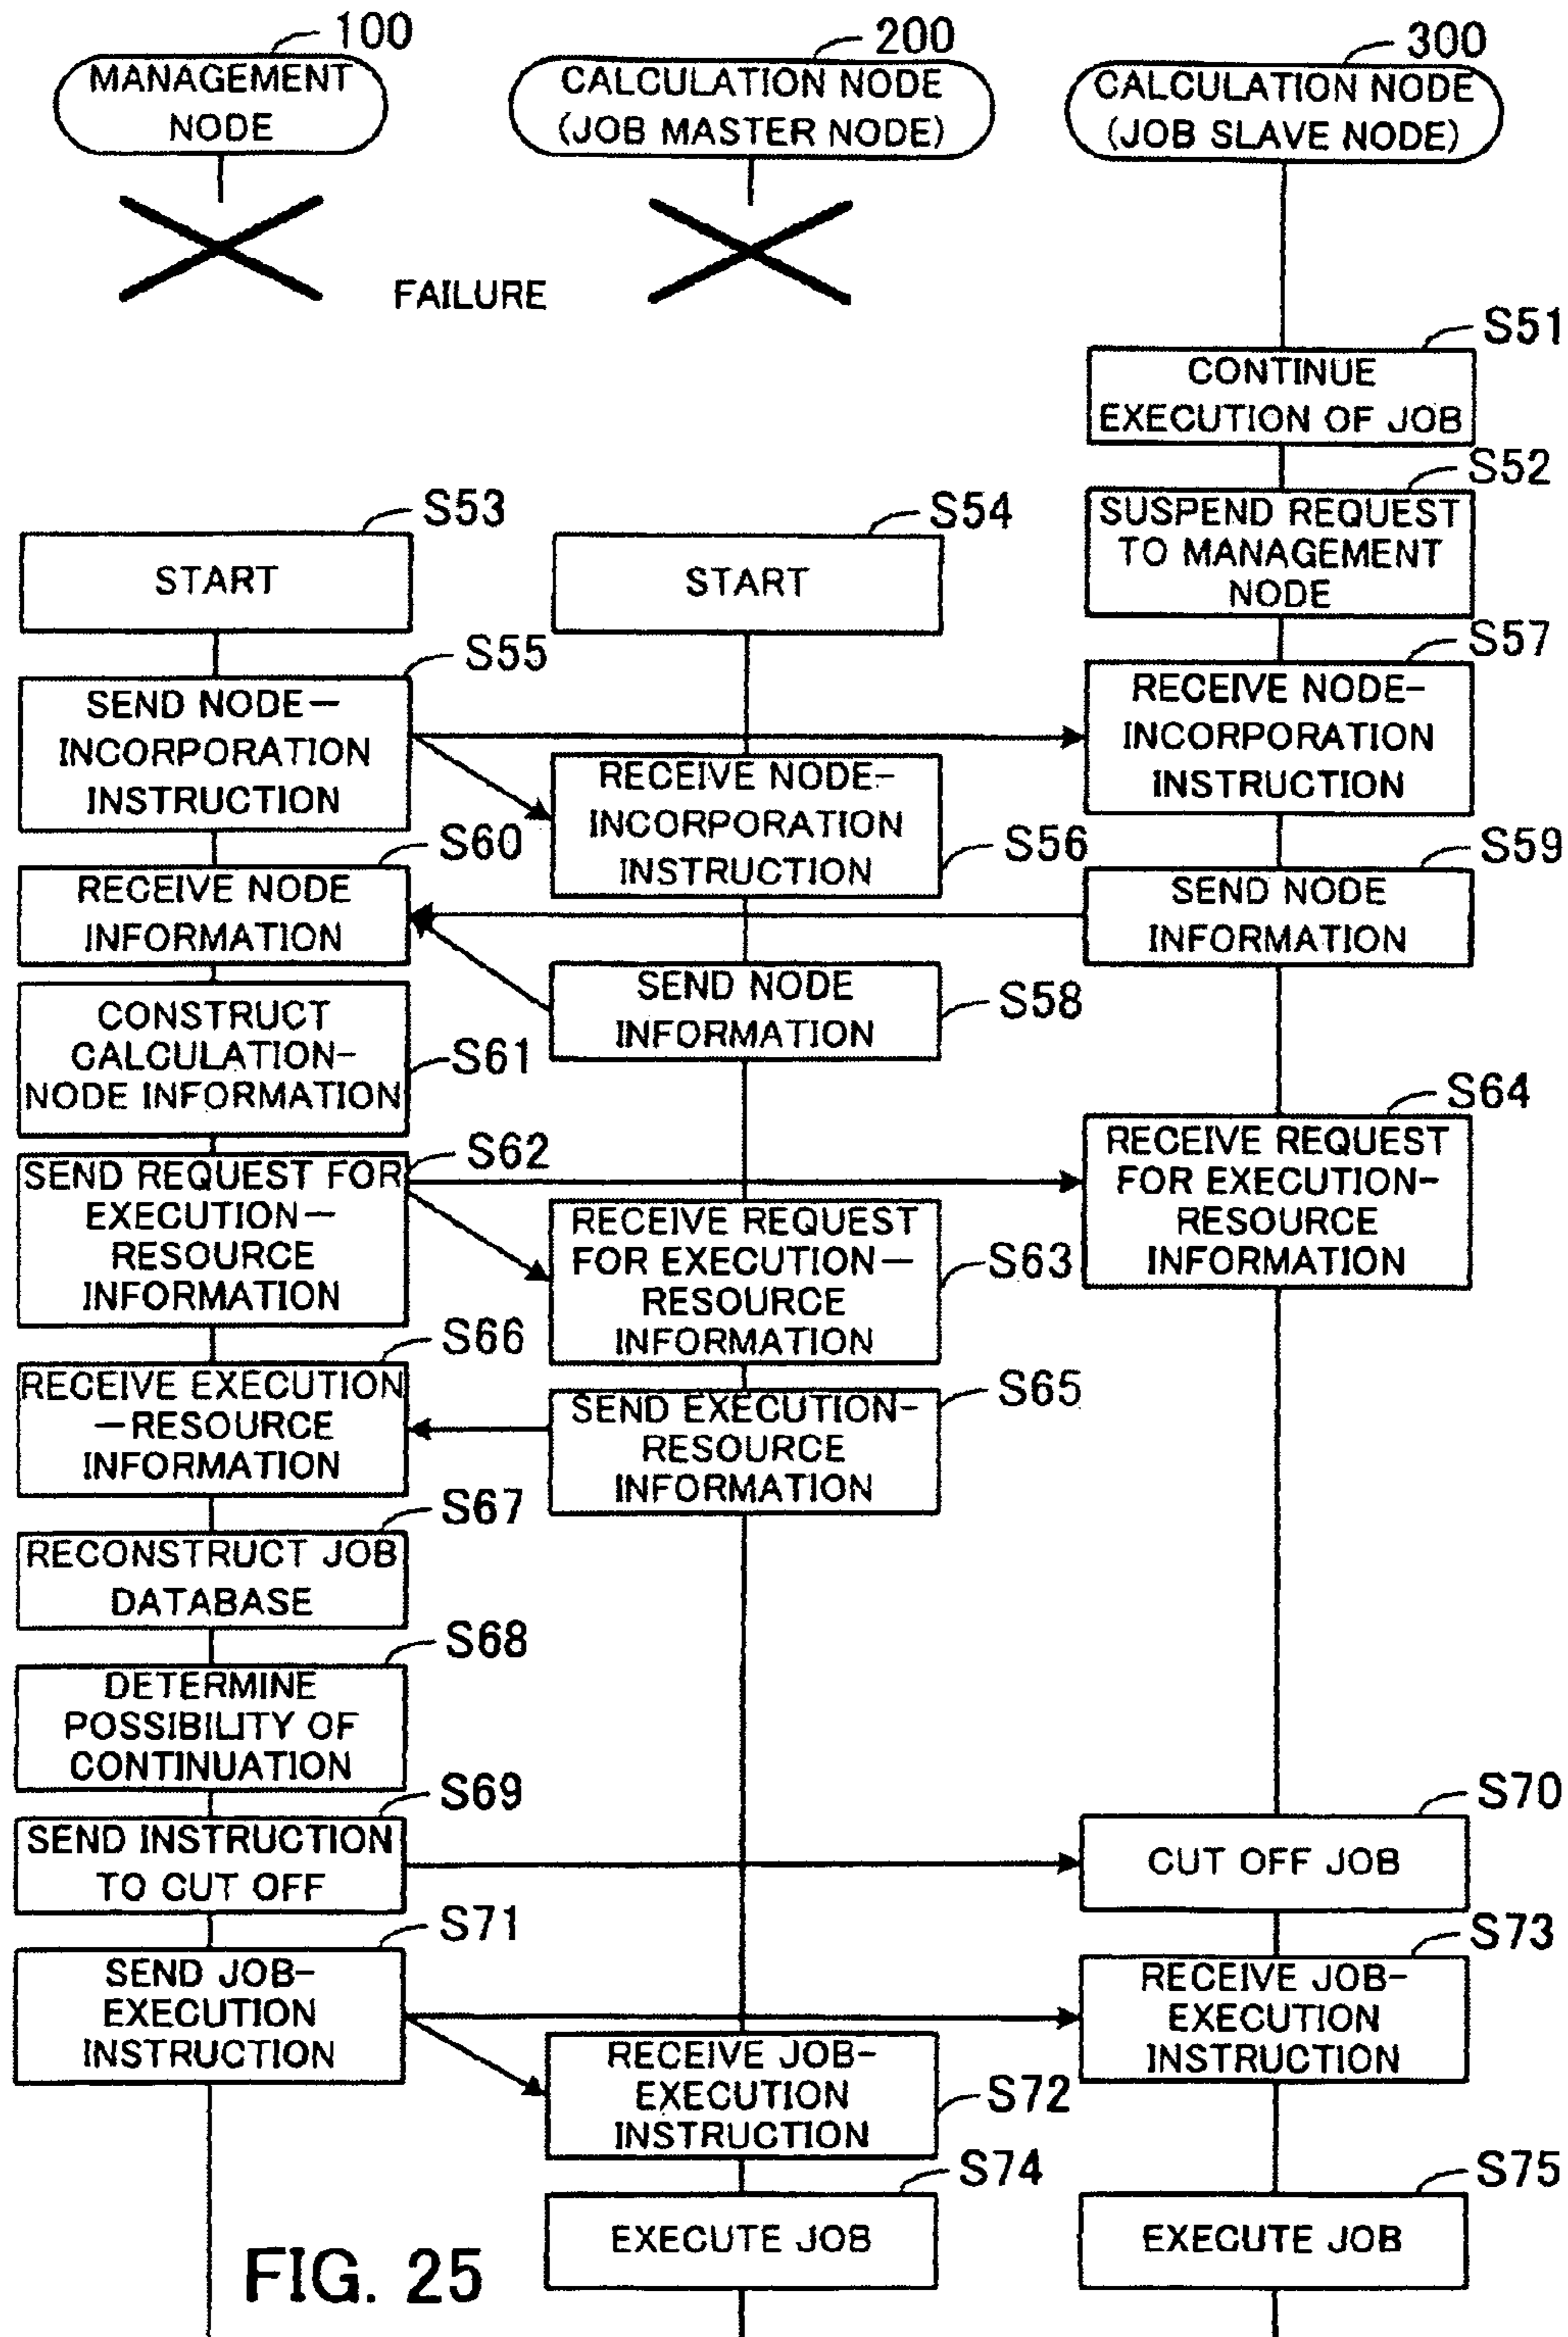 100
MANAGEMENT
NODE
200
CALCULATION NODE
(JOB MASTER NODE)
300
CALCULATION NODE
(JOB SLAVE NODE)
FAILURE
S51
CONTINUE
EXECUTION OF JOB
S52
SUSPEND REQUEST
TO MANAGEMENT
NODE
S53
START
S54
START
S55
SEND NODE-
INCORPORATION
INSTRUCTION
S57
RECEIVE NODE-
INCORPORATION
INSTRUCTION
RECEIVE NODE-
INCORPORATION
INSTRUCTION
S56
S60
RECEIVE NODE
INFORMATION
S59
SEND NODE
INFORMATION
SEND NODE
INFORMATION
S58
CONSTRUCT
CALCULATION-
NODE INFORMATION
S61
S62
SEND REQUEST FOR
EXECUTION-
RESOURCE
INFORMATION
S64
RECEIVE REQUEST
FOR EXECUTION-
RESOURCE
INFORMATION
RECEIVE REQUEST
FOR EXECUTION-
RESOURCE
INFORMATION
S63
S66
RECEIVE EXECUTION
-RESOURCE
INFORMATION
S65
SEND EXECUTION-
RESOURCE
INFORMATION
S67
RECONSTRUCT JOB
DATABASE
S68
DETERMINE
POSSIBILITY OF
CONTINUATION
S69
SEND INSTRUCTION
TO CUT OFF
S70
CUT OFF JOB
S71
SEND JOB-
EXECUTION
INSTRUCTION
S73
RECEIVE JOB-
EXECUTION
INSTRUCTION
RECEIVE JOB-
EXECUTION
INSTRUCTION
S72
S74
EXECUTE JOB
S75
EXECUTE JOB
FIG. 25